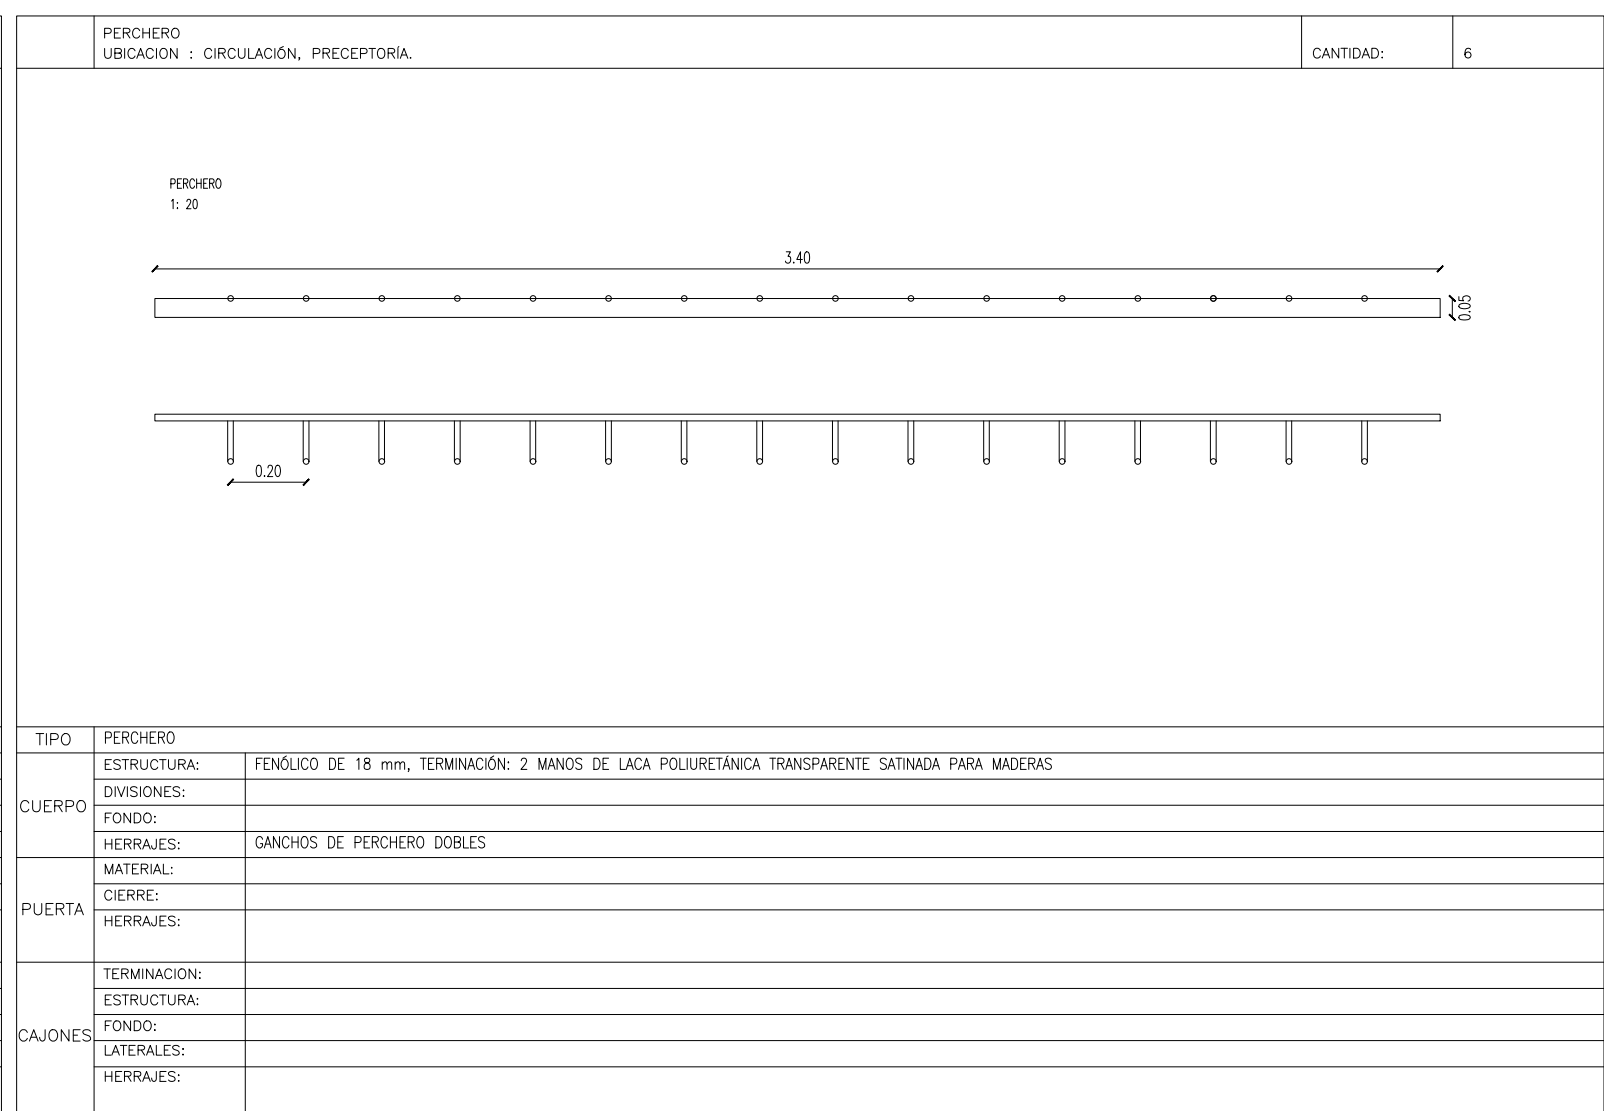 PERCHERO
UBICACION : CIRCULACIÓN, PRECEPTORÍA.
CANTIDAD:
6
PERCHERO
1: 20
3.40
0.05
0.20
TIPO
PERCHERO
CUERPO
ESTRUCTURA:
FENÓLICO DE 18 mm, TERMINACIÓN: 2 MANOS DE LACA POLIURETÁNICA TRANSPARENTE SATINADA PARA MADERAS
DIVISIONES:
FONDO:
HERRAJES:
GANCHOS DE PERCHERO DOBLES
PUERTA
MATERIAL:
CIERRE:
HERRAJES:
CAJONES
TERMINACION:
ESTRUCTURA:
FONDO:
LATERALES:
HERRAJES: